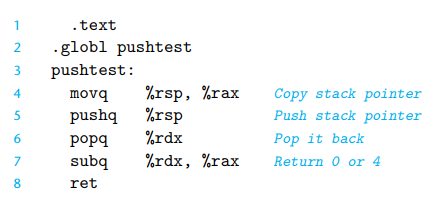 1 .text
2 .globl pushtest
3 pushtest:
4 movq %rsp, %rax Copy stack pointer
5 pushq %rsp Push stack pointer
6 popq %rdx Pop it back
7 subq %rdx, %rax Return 0 or 4
8 ret